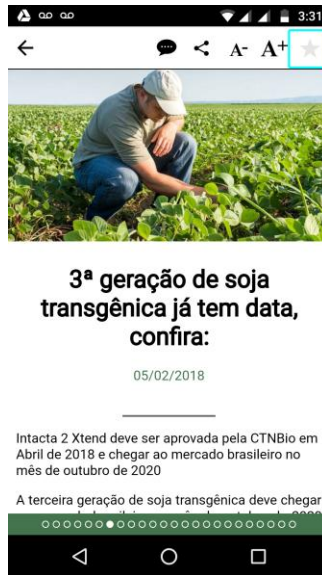 3:31
A- A+
3ª geração de soja
transgênica já tem data,
confira:
05/02/2018
Intacta 2 Xtend deve ser aprovada pela CTNBio em
Abril de 2018 e chegar ao mercado brasileiro no
mês de outubro de 2020
A terceira geração de soja transgênica deve chegar